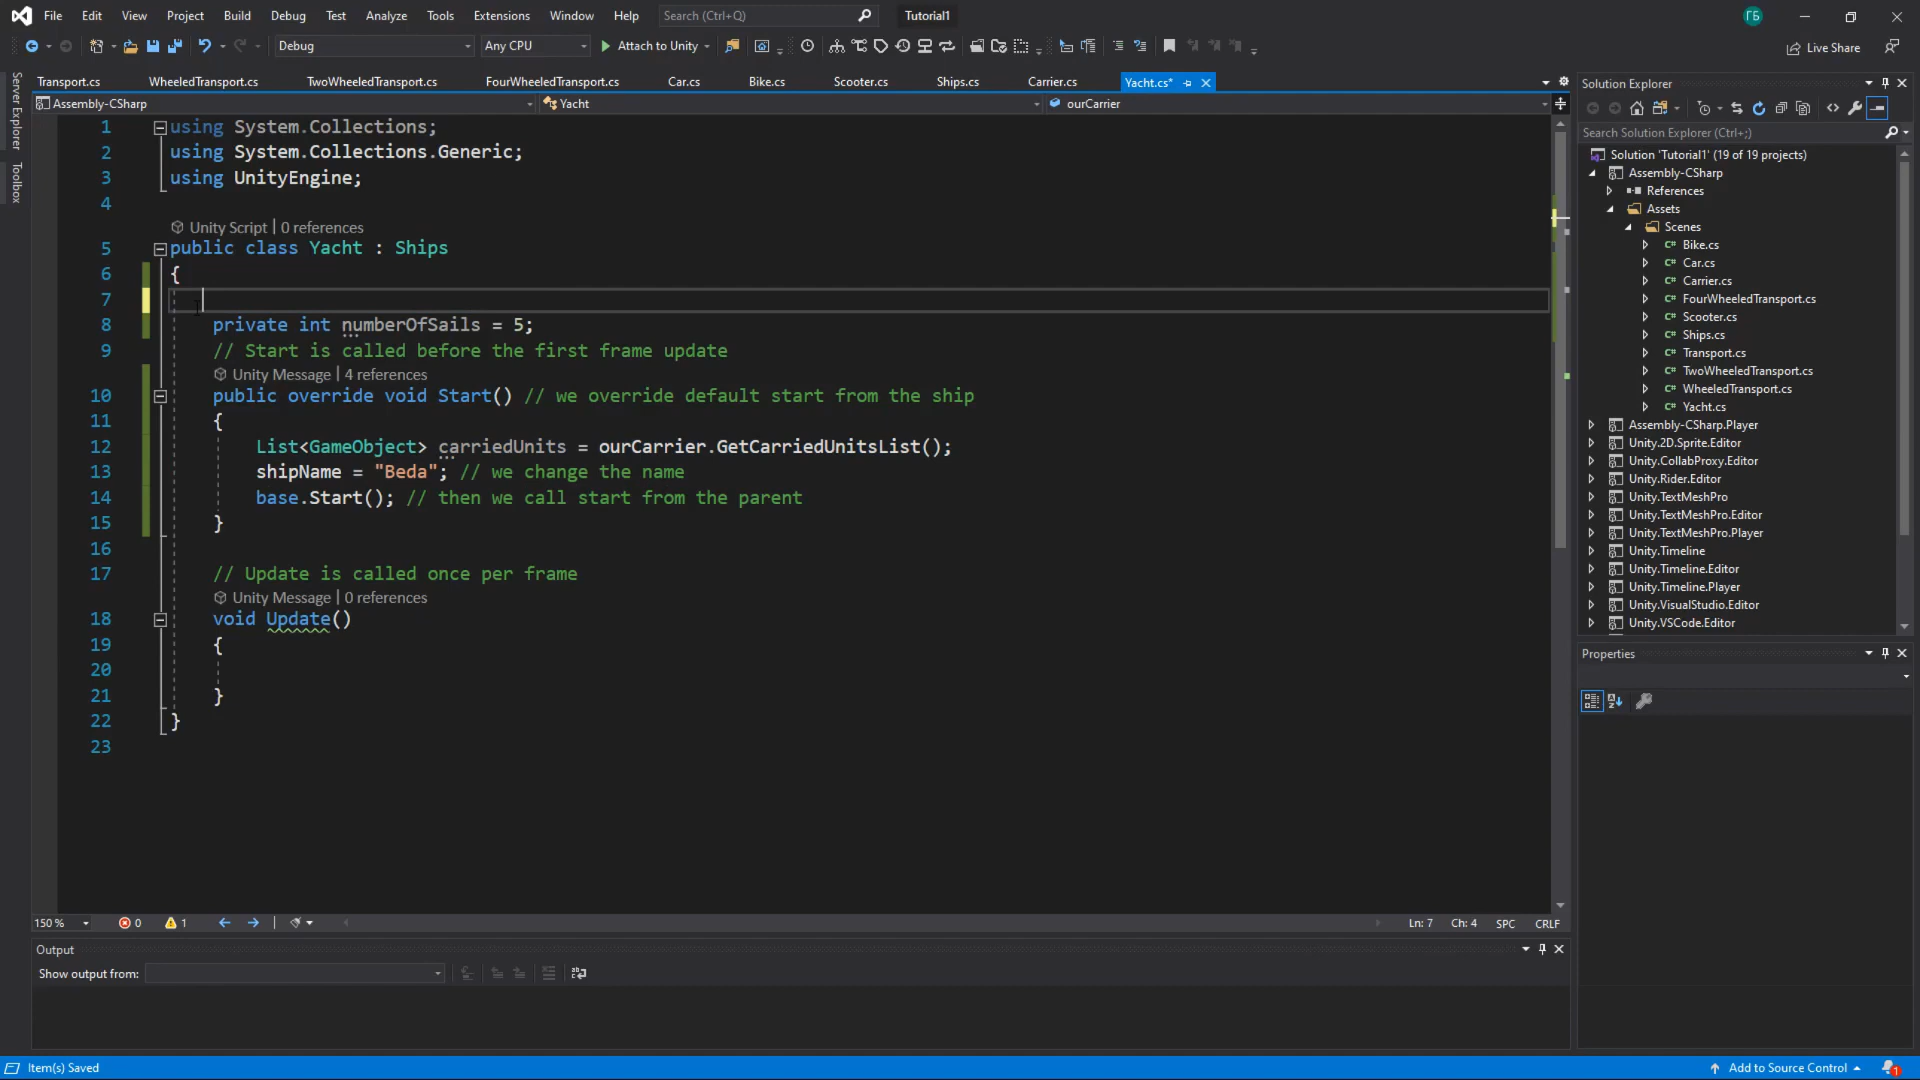 File Edit View Project Build Debug Test Analyze Tools Extensions Window Help Search (Ctrl+Q) Tutorial1 ГБ
Debug Any CPU Attach to Unity Live Share
Server Explorer
Toolbox
Transport.cs WheeledTransport.cs TwoWheeledTransport.cs FourWheeledTransport.cs Car.cs Bike.cs Scooter.cs Ships.cs Carrier.cs Yacht.cs*
Assembly-CSharp Yacht ourCarrier
1 using System.Collections;
2 using System.Collections.Generic;
3 using UnityEngine;
4
Unity Script | 0 references
5 public class Yacht : Ships
6 {
7
8 private int numberOfSails = 5;
9 // Start is called before the first frame update
Unity Message | 4 references
10 public override void Start() // we override default start from the ship
11 {
12 List<GameObject> carriedUnits = ourCarrier.GetCarriedUnitsList();
13 shipName = "Beda"; // we change the name
14 base.Start(); // then we call start from the parent
15 }
16
17 // Update is called once per frame
Unity Message | 0 references
18 void Update()
19 {
20
21 }
22 }
23
150 % 0 1 Ln: 7 Ch: 4 SPC CRLF
Output
Show output from:
Item(s) Saved
Solution Explorer
Search Solution Explorer (Ctrl+;)
Solution 'Tutorial1' (19 of 19 projects)
Assembly-CSharp
References
Assets
Scenes
C# Bike.cs
C# Car.cs
C# Carrier.cs
C# FourWheeledTransport.cs
C# Scooter.cs
C# Ships.cs
C# Transport.cs
C# TwoWheeledTransport.cs
C# WheeledTransport.cs
C# Yacht.cs
Assembly-CSharp.Player
Unity.2D.Sprite.Editor
Unity.CollabProxy.Editor
Unity.Rider.Editor
Unity.TextMeshPro
Unity.TextMeshPro.Editor
Unity.TextMeshPro.Player
Unity.Timeline
Unity.Timeline.Editor
Unity.Timeline.Player
Unity.VisualStudio.Editor
Unity.VSCode.Editor
Properties
Add to Source Control 1